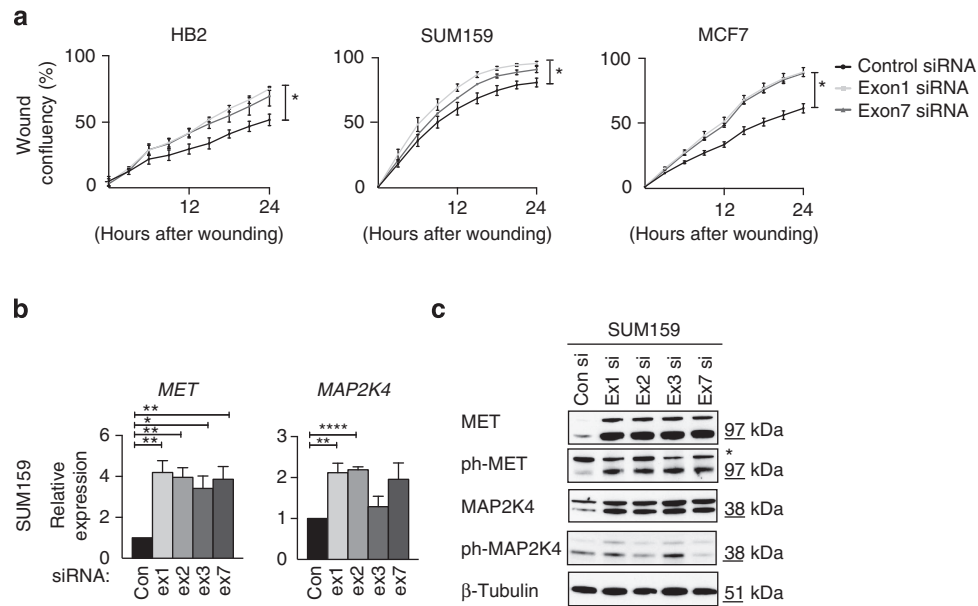 a
HB2
SUM159
MCF7
Wound
confluency (%)
100
50
0
12
24
(Hours after wounding)
100
50
0
12
24
(Hours after wounding)
100
50
0
12
24
(Hours after wounding)
*
*
*
Control siRNA
Exon1 siRNA
Exon7 siRNA
b
SUM159
Relative
expression
MET
**
*
**
**
6
4
2
0
siRNA:
Con
ex1
ex2
ex3
ex7
MAP2K4
****
**
3
2
1
0
Con
ex1
ex2
ex3
ex7
c
SUM159
Con si
Ex1 si
Ex2 si
Ex3 si
Ex7 si
MET
97 kDa
ph-MET
*
97 kDa
MAP2K4
38 kDa
ph-MAP2K4
38 kDa
β-Tubulin
51 kDa